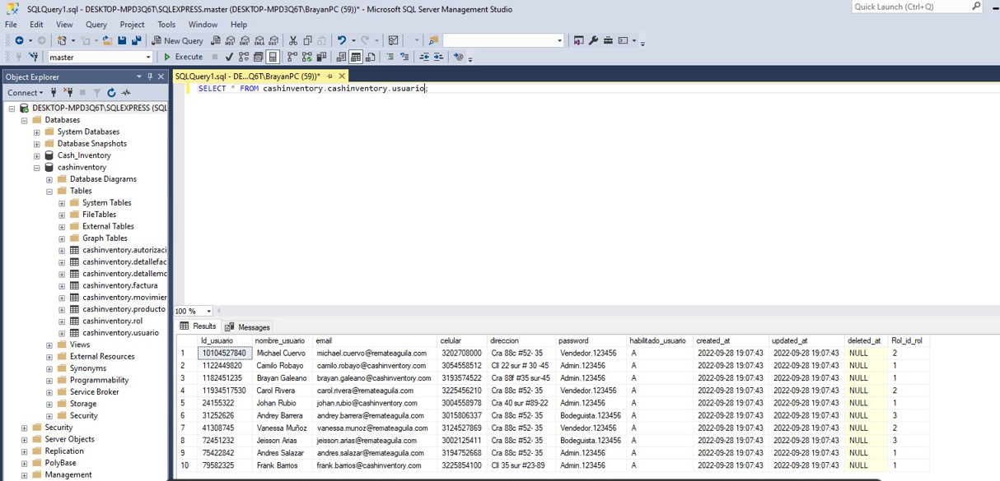 SQLQuery1.sql - DESKTOP-MPD3Q6T\SQLEXPRESS.master (DESKTOP-MPD3Q6T\BrayanPC (59))* - Microsoft SQL Server Management Studio
Quick Launch (Ctrl+Q)
File Edit View Query Project Tools Window Help
New Query
master Execute
Object Explorer
SQLQuery1.sql - DE...Q6T\BrayanPC (59))*
SELECT * FROM cashinventory.cashinventory.usuario;
Connect
DESKTOP-MPD3Q6T\SQLEXPRESS (SQL
Databases
System Databases
Database Snapshots
Cash_Inventory
cashinventory
Database Diagrams
Tables
System Tables
FileTables
External Tables
Graph Tables
cashinventory.autorizaci
cashinventory.detallefac
cashinventory.detallemc
cashinventory.factura
cashinventory.movimier
cashinventory.producto
cashinventory.rol
cashinventory.usuario
Views
External Resources
Synonyms
Programmability
Service Broker
Storage
Security
Security
Server Objects
Replication
PolyBase
Management
100 %
Results Messages
Id_usuario nombre_usuario email celular direccion password habilitado_usuario created_at updated_at deleted_at Rol_id_rol
1 10104527840 Michael Cuervo michael.cuervo@remateaguila.com 3202708000 Cra 88c #52- 35 Vendedor.123456 A 2022-09-28 19:07:43 2022-09-28 19:07:43 NULL 2
2 1122449820 Camilo Robayo camilo.robayo@cashinventory.com 3054558512 Cll 22 sur # 30 -45 Admin.123456 A 2022-09-28 19:07:43 2022-09-28 19:07:43 NULL 1
3 1182451235 Brayan Galeano brayan.galeano@cashinventory.com 3193574522 Cra 88f #35 sur-45 Admin.123456 A 2022-09-28 19:07:43 2022-09-28 19:07:43 NULL 1
4 11934517530 Carol Rivera carol.rivera@remateaguila.com 3225456210 Cra 88c #52- 35 Vendedor.123456 A 2022-09-28 19:07:43 2022-09-28 19:07:43 NULL 2
5 24155322 Johan Rubio johan.rubio@cashinventory.com 3004558978 Cra 40 sur #89-22 Admin.123456 A 2022-09-28 19:07:43 2022-09-28 19:07:43 NULL 1
6 31252626 Andrey Barrera andrey.barrera@remateaguila.com 3015806337 Cra 88c #52- 35 Bodeguista.123456 A 2022-09-28 19:07:43 2022-09-28 19:07:43 NULL 3
7 41308745 Vanessa Muñoz vanessa.munoz@remateaguila.com 3124527869 Cra 88c #52- 35 Vendedor.123456 A 2022-09-28 19:07:43 2022-09-28 19:07:43 NULL 2
8 72451232 Jeisson Arias jeisson.arias@remateaguila.com 3002125411 Cra 88c #52- 35 Bodeguista.123456 A 2022-09-28 19:07:43 2022-09-28 19:07:43 NULL 3
9 75422842 Andres Salazar andres.salazar@remateaguila.com 3194752668 Cra 88c #52- 35 Admin.123456 A 2022-09-28 19:07:43 2022-09-28 19:07:43 NULL 1
10 79582325 Frank Barrios frank.barrios@cashinventory.com 3225854100 Cll 35 sur #23-89 Admin.123456 A 2022-09-28 19:07:43 2022-09-28 19:07:43 NULL 1